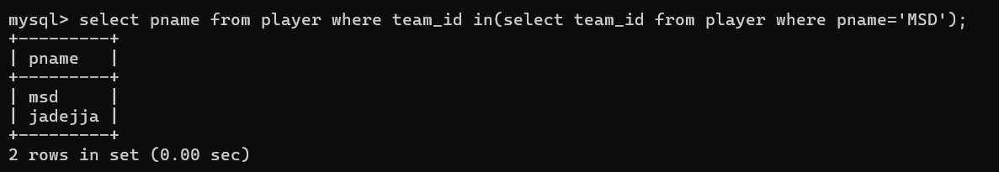 mysql> select pname from player where team_id in(select team_id from player where pname='MSD');
+---------+
| pname   |
+---------+
| msd     |
| jadejja |
+---------+
2 rows in set (0.00 sec)